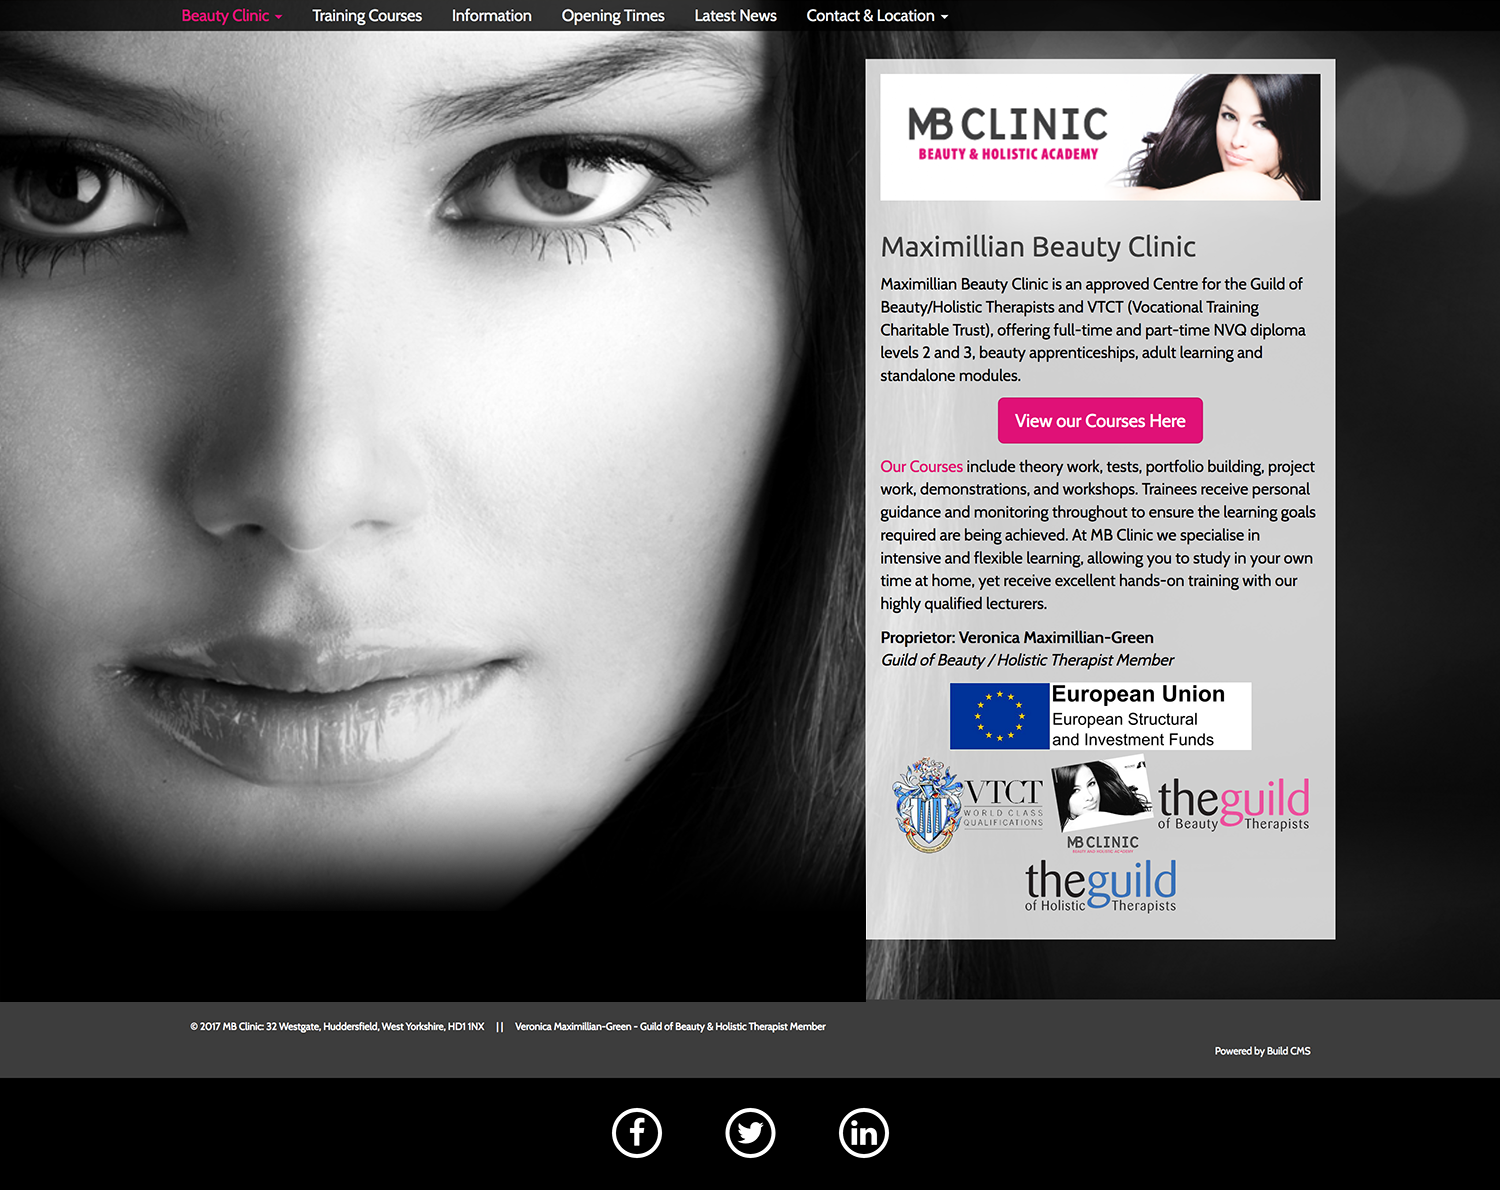 Beauty Clinic
Training Courses
Information
Opening Times
Latest News
Contact & Location
MB CLINIC
BEAUTY & HOLISTIC ACADEMY
Maximillian Beauty Clinic
Maximillian Beauty Clinic is an approved Centre for the Guild of
Beauty/Holistic Therapists and VTCT (Vocational Training
Charitable Trust), offering full-time and part-time NVQ diploma
levels 2 and 3, beauty apprenticeships, adult learning and
standalone modules.
View our Courses Here
Our Courses include theory work, tests, portfolio building, project
work, demonstrations, and workshops. Trainees receive personal
guidance and monitoring throughout to ensure the learning goals
required are being achieved. At MB Clinic we specialise in
intensive and flexible learning, allowing you to study in your own
time at home, yet receive excellent hands-on training with our
highly qualified lecturers.
Proprietor: Veronica Maximillian-Green
Guild of Beauty / Holistic Therapist Member
European Union
European Structural
and Investment Funds
VTCT
WORLD CLASS
QUALIFICATIONS
MB CLINIC
BEAUTY AND HOLISTIC ACADEMY
theguild
of Beauty Therapists
theguild
of Holistic Therapists
© 2017 MB Clinic: 32 Westgate, Huddersfield, West Yorkshire, HD1 1NX || Veronica Maximillian-Green - Guild of Beauty & Holistic Therapist Member
Powered by Build CMS